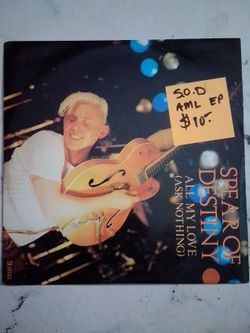 S.O.D
AML EP
$10-
SPEAR OF
DESTINY
ALL MY LOVE
(ASK NOTHING)